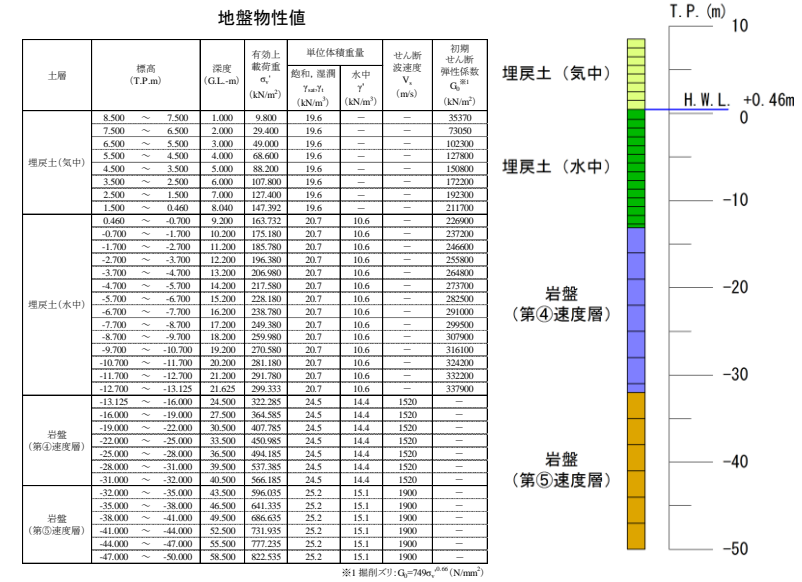 地盤物性値
土層 標高 (T.P.m) 深度 (G.L.-m) 有効上載荷重 σv' (kN/m²) 単位体積重量 飽和, 湿潤 γsat,γt (kN/m³) 水中 γ' (kN/m³) せん断波速度 Vs (m/s) 初期せん断弾性係数 G₀※1 (kN/m²)
埋戻土(気中)
8.500 ～ 7.500 1.000 9.800 19.6 － － 35370
7.500 ～ 6.500 2.000 29.400 19.6 － － 73050
6.500 ～ 5.500 3.000 49.000 19.6 － － 102300
5.500 ～ 4.500 4.000 68.600 19.6 － － 127800
4.500 ～ 3.500 5.000 88.200 19.6 － － 150800
3.500 ～ 2.500 6.000 107.800 19.6 － － 172200
2.500 ～ 1.500 7.000 127.400 19.6 － － 192300
1.500 ～ 0.460 8.040 147.392 19.6 － － 211700
埋戻土(水中)
0.460 ～ -0.700 9.200 163.732 20.7 10.6 － 226900
-0.700 ～ -1.700 10.200 175.180 20.7 10.6 － 237200
-1.700 ～ -2.700 11.200 185.780 20.7 10.6 － 246600
-2.700 ～ -3.700 12.200 196.380 20.7 10.6 － 255800
-3.700 ～ -4.700 13.200 206.980 20.7 10.6 － 264800
-4.700 ～ -5.700 14.200 217.580 20.7 10.6 － 273700
-5.700 ～ -6.700 15.200 228.180 20.7 10.6 － 282500
-6.700 ～ -7.700 16.200 238.780 20.7 10.6 － 291000
-7.700 ～ -8.700 17.200 249.380 20.7 10.6 － 299500
-8.700 ～ -9.700 18.200 259.980 20.7 10.6 － 307900
-9.700 ～ -10.700 19.200 270.580 20.7 10.6 － 316100
-10.700 ～ -11.700 20.200 281.180 20.7 10.6 － 324200
-11.700 ～ -12.700 21.200 291.780 20.7 10.6 － 332200
-12.700 ～ -13.125 21.625 299.333 20.7 10.6 － 337900
岩盤
(第④速度層)
-13.125 ～ -16.000 24.500 322.285 24.5 14.4 1520 －
-16.000 ～ -19.000 27.500 364.585 24.5 14.4 1520 －
-19.000 ～ -22.000 30.500 407.785 24.5 14.4 1520 －
-22.000 ～ -25.000 33.500 450.985 24.5 14.4 1520 －
-25.000 ～ -28.000 36.500 494.185 24.5 14.4 1520 －
-28.000 ～ -31.000 39.500 537.385 24.5 14.4 1520 －
-31.000 ～ -32.000 40.500 566.185 24.5 14.4 1520 －
岩盤
(第⑤速度層)
-32.000 ～ -35.000 43.500 596.035 25.2 15.1 1900 －
-35.000 ～ -38.000 46.500 641.335 25.2 15.1 1900 －
-38.000 ～ -41.000 49.500 686.635 25.2 15.1 1900 －
-41.000 ～ -44.000 52.500 731.935 25.2 15.1 1900 －
-44.000 ～ -47.000 55.500 777.235 25.2 15.1 1900 －
-47.000 ～ -50.000 58.500 822.535 25.2 15.1 1900 －
※1 掘削ズリ：G₀=749σv'^0.66 (N/mm²)
T.P.(m)
10
埋戻土（気中）
H.W.L. +0.46m
0
埋戻土（水中）
-10
-20
岩盤
（第④速度層）
-30
-40
岩盤
（第⑤速度層）
-50